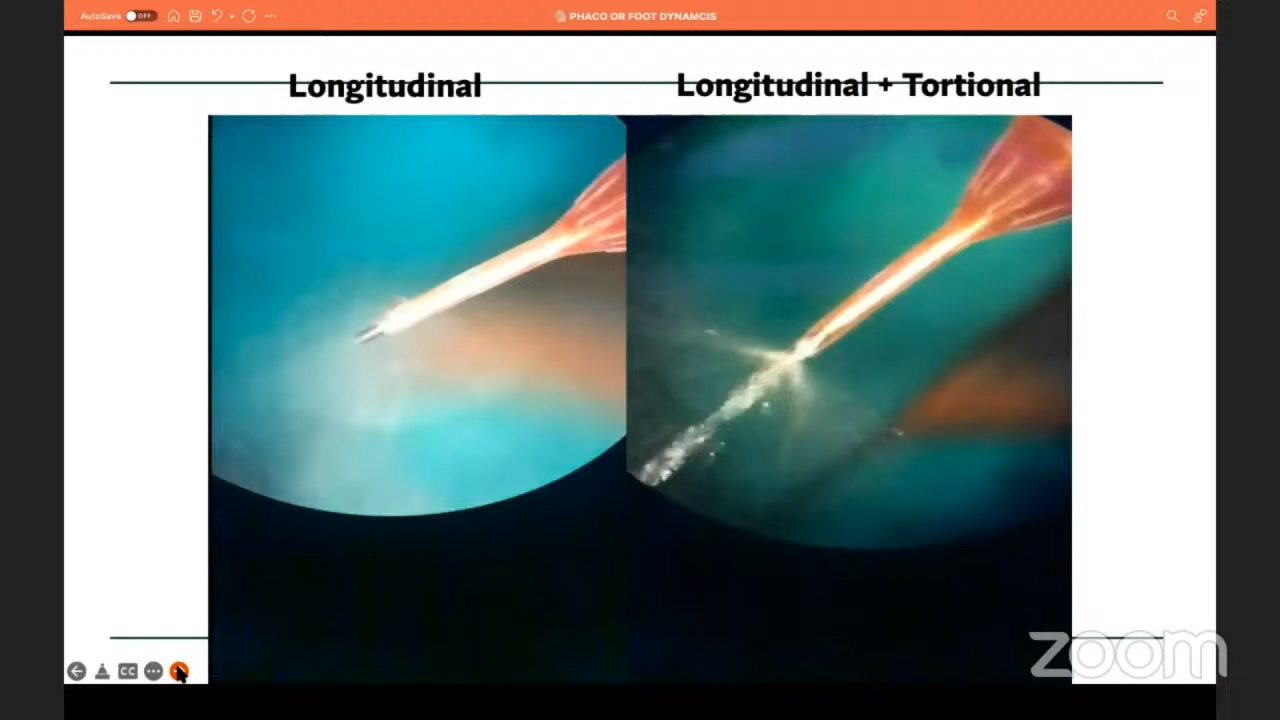 AutoSave OFF
PHACO OR FOOT DYNAMCIS
Longitudinal
Longitudinal + Tortional
CC
zoom